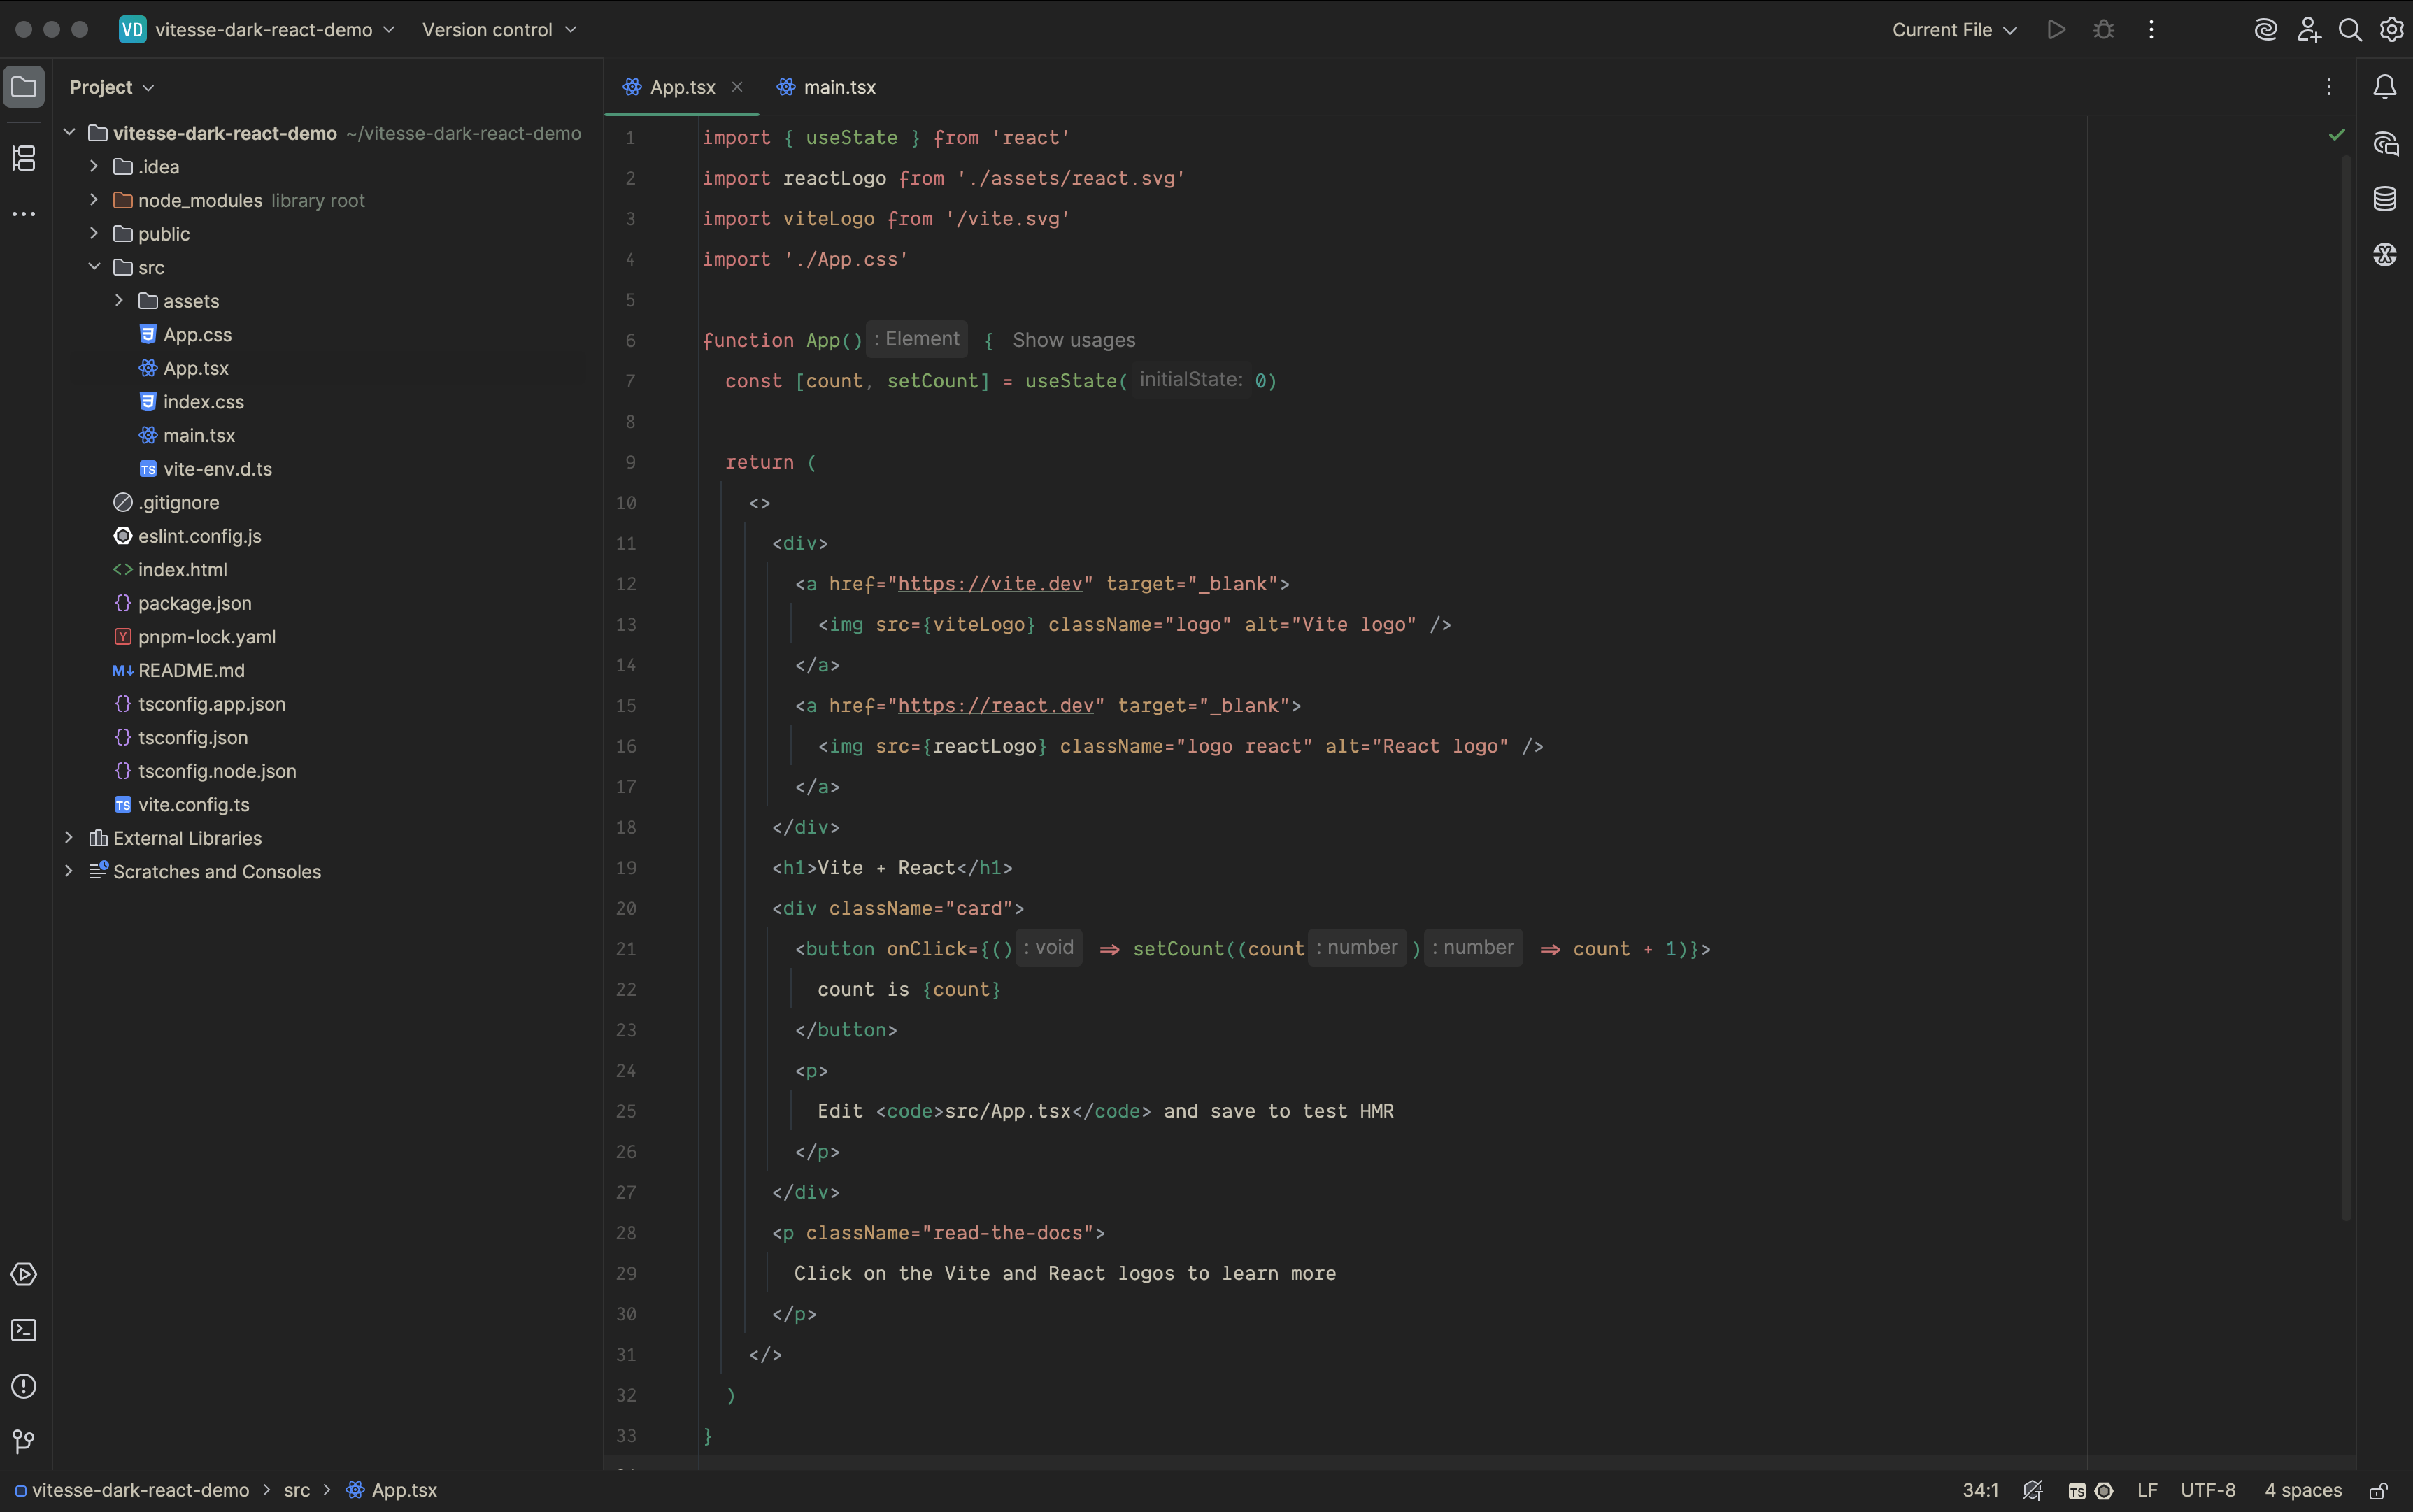 VD vitesse-dark-react-demo Version control Current File
Project
vitesse-dark-react-demo ~/vitesse-dark-react-demo
.idea
node_modules library root
public
src
assets
App.css
App.tsx
index.css
main.tsx
TS vite-env.d.ts
.gitignore
eslint.config.js
<> index.html
{} package.json
Y pnpm-lock.yaml
M↓ README.md
{} tsconfig.app.json
{} tsconfig.json
{} tsconfig.node.json
TS vite.config.ts
External Libraries
Scratches and Consoles
App.tsx × main.tsx
1 import { useState } from 'react'
2 import reactLogo from './assets/react.svg'
3 import viteLogo from '/vite.svg'
4 import './App.css'
5
6 function App() : Element { Show usages
7 const [count, setCount] = useState( initialState: 0)
8
9 return (
10 <>
11 <div>
12 <a href="https://vite.dev" target="_blank">
13 <img src={viteLogo} className="logo" alt="Vite logo" />
14 </a>
15 <a href="https://react.dev" target="_blank">
16 <img src={reactLogo} className="logo react" alt="React logo" />
17 </a>
18 </div>
19 <h1>Vite + React</h1>
20 <div className="card">
21 <button onClick={() : void ⇒ setCount((count : number ) : number ⇒ count + 1)}>
22 count is {count}
23 </button>
24 <p>
25 Edit <code>src/App.tsx</code> and save to test HMR
26 </p>
27 </div>
28 <p className="read-the-docs">
29 Click on the Vite and React logos to learn more
30 </p>
31 </>
32 )
33 }
vitesse-dark-react-demo > src > App.tsx 34:1 TS LF UTF-8 4 spaces